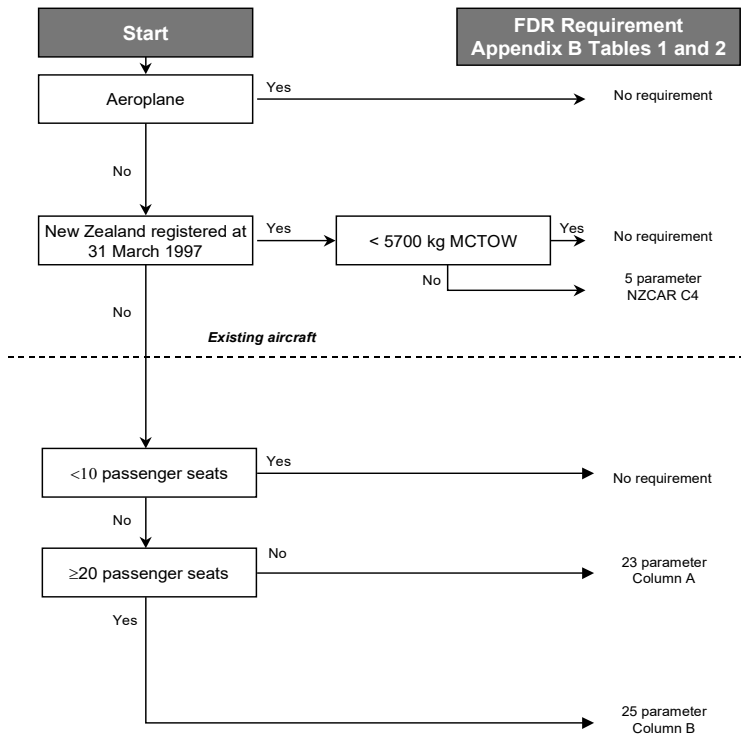 Start
FDR Requirement
Appendix B Tables 1 and 2
Aeroplane
Yes
No requirement
No
New Zealand registered at
31 March 1997
Yes
< 5700 kg MCTOW
Yes
No requirement
No
5 parameter
NZCAR C4
No
Existing aircraft
<10 passenger seats
Yes
No requirement
No
≥20 passenger seats
No
23 parameter
Column A
Yes
25 parameter
Column B